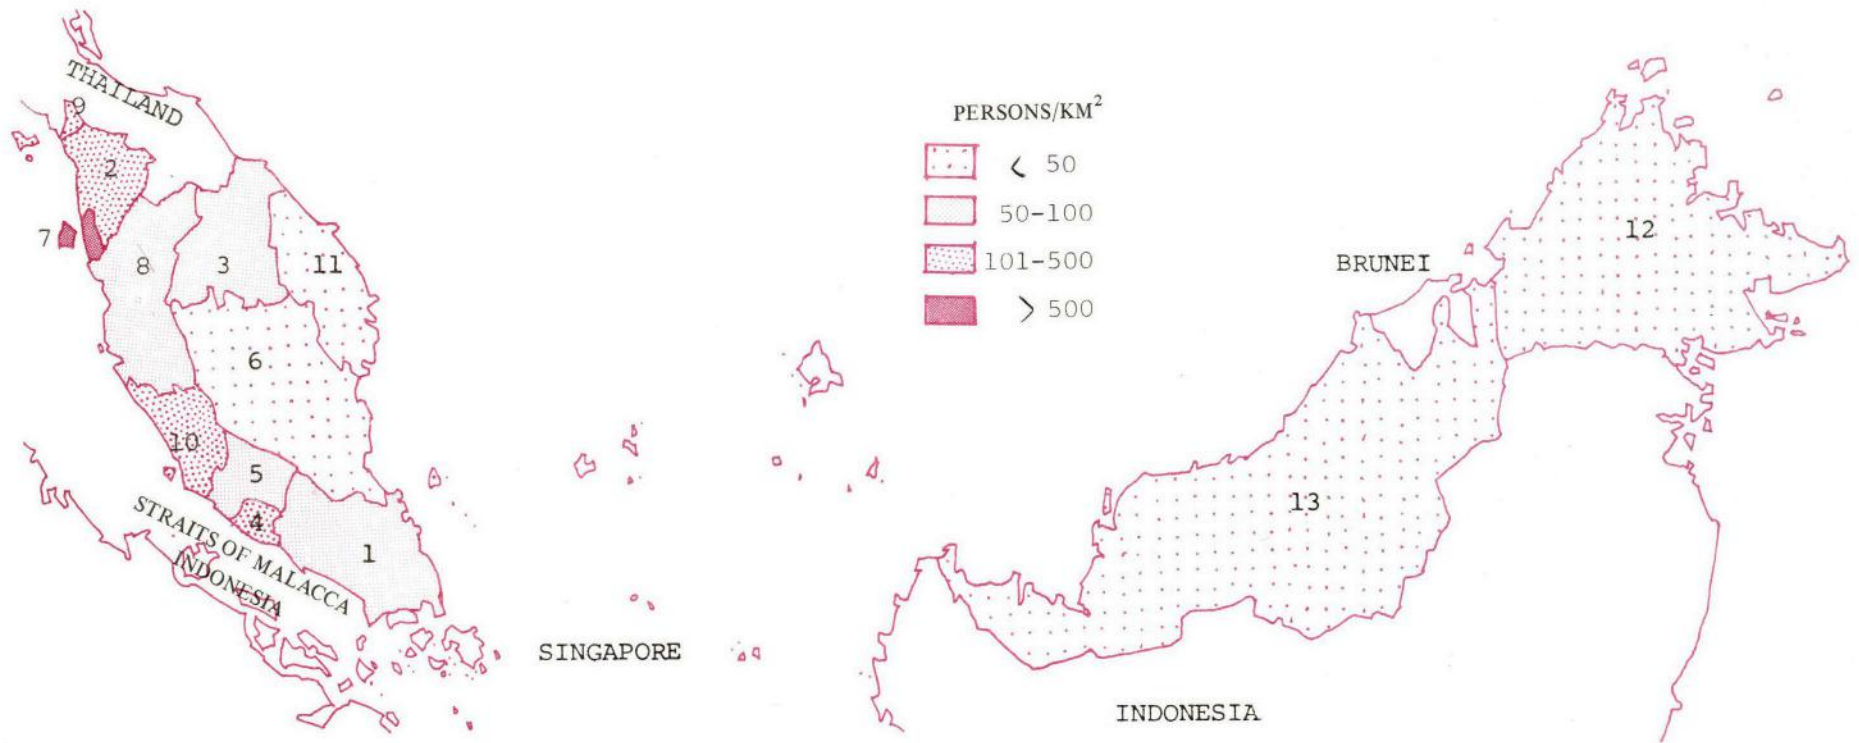 THAILAND
9
2
7
8
3
11
6
10
5
4
1
STRAITS OF MALACCA
INDONESIA
SINGAPORE
PERSONS/KM²
< 50
50-100
101-500
> 500
BRUNEI
12
13
INDONESIA